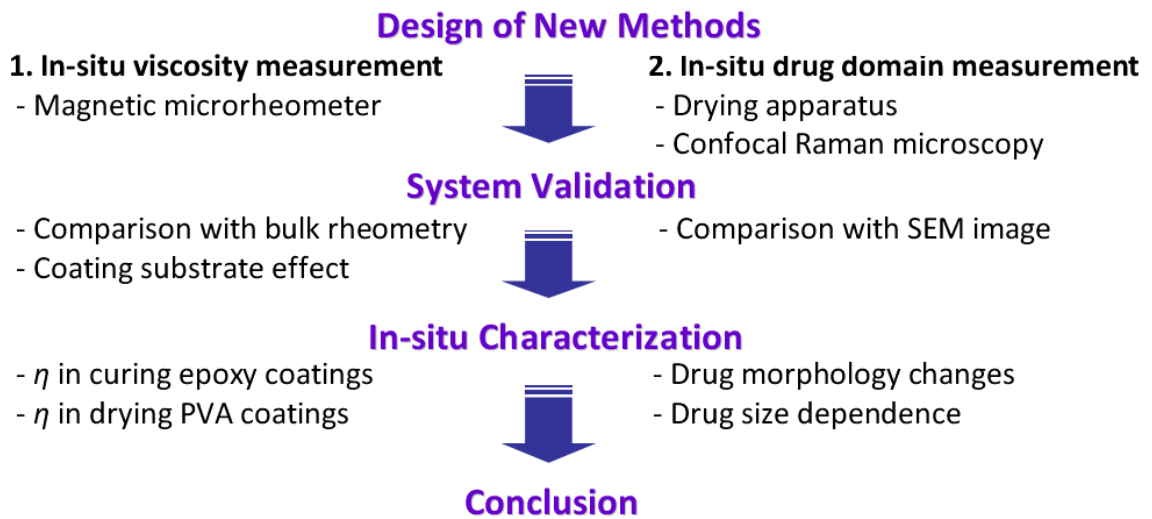 Design of New Methods
1. In-situ viscosity measurement
- Magnetic microrheometer
2. In-situ drug domain measurement
- Drying apparatus
- Confocal Raman microscopy
System Validation
- Comparison with bulk rheometry
- Coating substrate effect
- Comparison with SEM image
In-situ Characterization
- η in curing epoxy coatings
- η in drying PVA coatings
- Drug morphology changes
- Drug size dependence
Conclusion